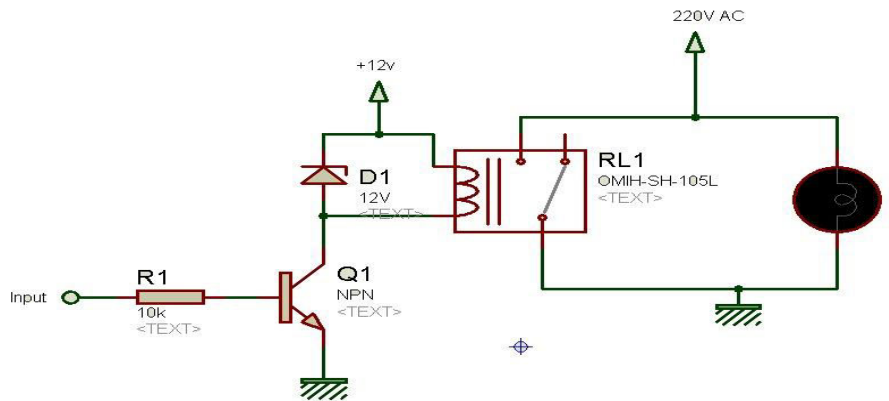 220V AC
+12v
RL1
OMIH-SH-105L
<TEXT>
D1
12V
<TEXT>
R1
10k
<TEXT>
Q1
NPN
<TEXT>
Input